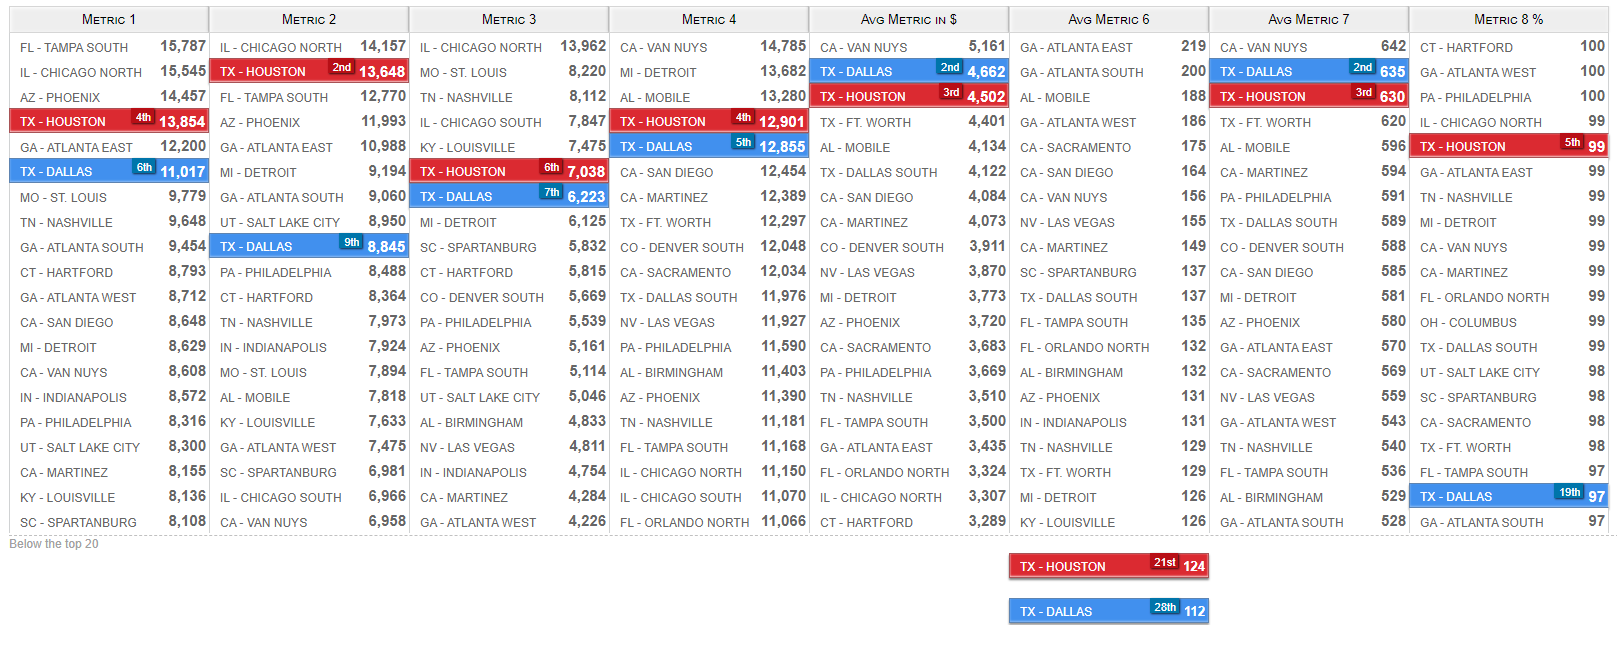 Metric 1 Metric 2 Metric 3 Metric 4 Avg Metric in $ Avg Metric 6 Avg Metric 7 Metric 8 %
FL - TAMPA SOUTH 15,787 IL - CHICAGO NORTH 14,157 IL - CHICAGO NORTH 13,962 CA - VAN NUYS 14,785 CA - VAN NUYS 5,161 GA - ATLANTA EAST 219 CA - VAN NUYS 642 CT - HARTFORD 100
IL - CHICAGO NORTH 15,545 TX - HOUSTON 2nd 13,648 MO - ST. LOUIS 8,220 MI - DETROIT 13,682 TX - DALLAS 2nd 4,662 GA - ATLANTA SOUTH 200 TX - DALLAS 2nd 635 GA - ATLANTA WEST 100
AZ - PHOENIX 14,457 FL - TAMPA SOUTH 12,770 TN - NASHVILLE 8,112 AL - MOBILE 13,280 TX - HOUSTON 3rd 4,502 AL - MOBILE 188 TX - HOUSTON 3rd 630 PA - PHILADELPHIA 100
TX - HOUSTON 4th 13,854 AZ - PHOENIX 11,993 IL - CHICAGO SOUTH 7,847 TX - HOUSTON 4th 12,901 TX - FT. WORTH 4,401 GA - ATLANTA WEST 186 TX - FT. WORTH 620 IL - CHICAGO NORTH 99
GA - ATLANTA EAST 12,200 GA - ATLANTA EAST 10,988 KY - LOUISVILLE 7,475 TX - DALLAS 5th 12,855 AL - MOBILE 4,134 CA - SACRAMENTO 175 AL - MOBILE 596 TX - HOUSTON 5th 99
TX - DALLAS 6th 11,017 MI - DETROIT 9,194 TX - HOUSTON 6th 7,038 CA - SAN DIEGO 12,454 TX - DALLAS SOUTH 4,122 CA - SAN DIEGO 164 CA - MARTINEZ 594 GA - ATLANTA EAST 99
MO - ST. LOUIS 9,779 GA - ATLANTA SOUTH 9,060 TX - DALLAS 7th 6,223 CA - MARTINEZ 12,389 CA - SAN DIEGO 4,084 CA - VAN NUYS 156 PA - PHILADELPHIA 591 TN - NASHVILLE 99
TN - NASHVILLE 9,648 UT - SALT LAKE CITY 8,950 MI - DETROIT 6,125 TX - FT. WORTH 12,297 CA - MARTINEZ 4,073 NV - LAS VEGAS 155 TX - DALLAS SOUTH 589 MI - DETROIT 99
GA - ATLANTA SOUTH 9,454 TX - DALLAS 9th 8,845 SC - SPARTANBURG 5,832 CO - DENVER SOUTH 12,048 CO - DENVER SOUTH 3,911 CA - MARTINEZ 149 CO - DENVER SOUTH 588 CA - VAN NUYS 99
CT - HARTFORD 8,793 PA - PHILADELPHIA 8,488 CT - HARTFORD 5,815 CA - SACRAMENTO 12,034 NV - LAS VEGAS 3,870 SC - SPARTANBURG 137 CA - SAN DIEGO 585 CA - MARTINEZ 99
GA - ATLANTA WEST 8,712 CT - HARTFORD 8,364 CO - DENVER SOUTH 5,669 TX - DALLAS SOUTH 11,976 MI - DETROIT 3,773 TX - DALLAS SOUTH 137 MI - DETROIT 581 FL - ORLANDO NORTH 99
CA - SAN DIEGO 8,648 TN - NASHVILLE 7,973 PA - PHILADELPHIA 5,539 NV - LAS VEGAS 11,927 AZ - PHOENIX 3,720 FL - TAMPA SOUTH 135 AZ - PHOENIX 580 OH - COLUMBUS 99
MI - DETROIT 8,629 IN - INDIANAPOLIS 7,924 AZ - PHOENIX 5,161 PA - PHILADELPHIA 11,590 CA - SACRAMENTO 3,683 FL - ORLANDO NORTH 132 GA - ATLANTA EAST 570 TX - DALLAS SOUTH 99
CA - VAN NUYS 8,608 MO - ST. LOUIS 7,894 FL - TAMPA SOUTH 5,114 AL - BIRMINGHAM 11,403 PA - PHILADELPHIA 3,669 AL - BIRMINGHAM 132 CA - SACRAMENTO 569 UT - SALT LAKE CITY 98
IN - INDIANAPOLIS 8,572 AL - MOBILE 7,818 UT - SALT LAKE CITY 5,046 AZ - PHOENIX 11,390 TN - NASHVILLE 3,510 AZ - PHOENIX 131 NV - LAS VEGAS 559 SC - SPARTANBURG 98
PA - PHILADELPHIA 8,316 KY - LOUISVILLE 7,633 AL - BIRMINGHAM 4,833 TN - NASHVILLE 11,181 FL - TAMPA SOUTH 3,500 IN - INDIANAPOLIS 131 GA - ATLANTA WEST 543 CA - SACRAMENTO 98
UT - SALT LAKE CITY 8,300 GA - ATLANTA WEST 7,475 NV - LAS VEGAS 4,811 FL - TAMPA SOUTH 11,168 GA - ATLANTA EAST 3,435 TN - NASHVILLE 129 TN - NASHVILLE 540 TX - FT. WORTH 98
CA - MARTINEZ 8,155 SC - SPARTANBURG 6,981 IN - INDIANAPOLIS 4,754 IL - CHICAGO NORTH 11,150 FL - ORLANDO NORTH 3,324 TX - FT. WORTH 129 FL - TAMPA SOUTH 536 FL - TAMPA SOUTH 97
KY - LOUISVILLE 8,136 IL - CHICAGO SOUTH 6,966 CA - MARTINEZ 4,284 IL - CHICAGO SOUTH 11,070 IL - CHICAGO NORTH 3,307 MI - DETROIT 126 AL - BIRMINGHAM 529 TX - DALLAS 19th 97
SC - SPARTANBURG 8,108 CA - VAN NUYS 6,958 GA - ATLANTA WEST 4,226 FL - ORLANDO NORTH 11,066 CT - HARTFORD 3,289 KY - LOUISVILLE 126 GA - ATLANTA SOUTH 528 GA - ATLANTA SOUTH 97
Below the top 20
TX - HOUSTON 21st 124
TX - DALLAS 28th 112